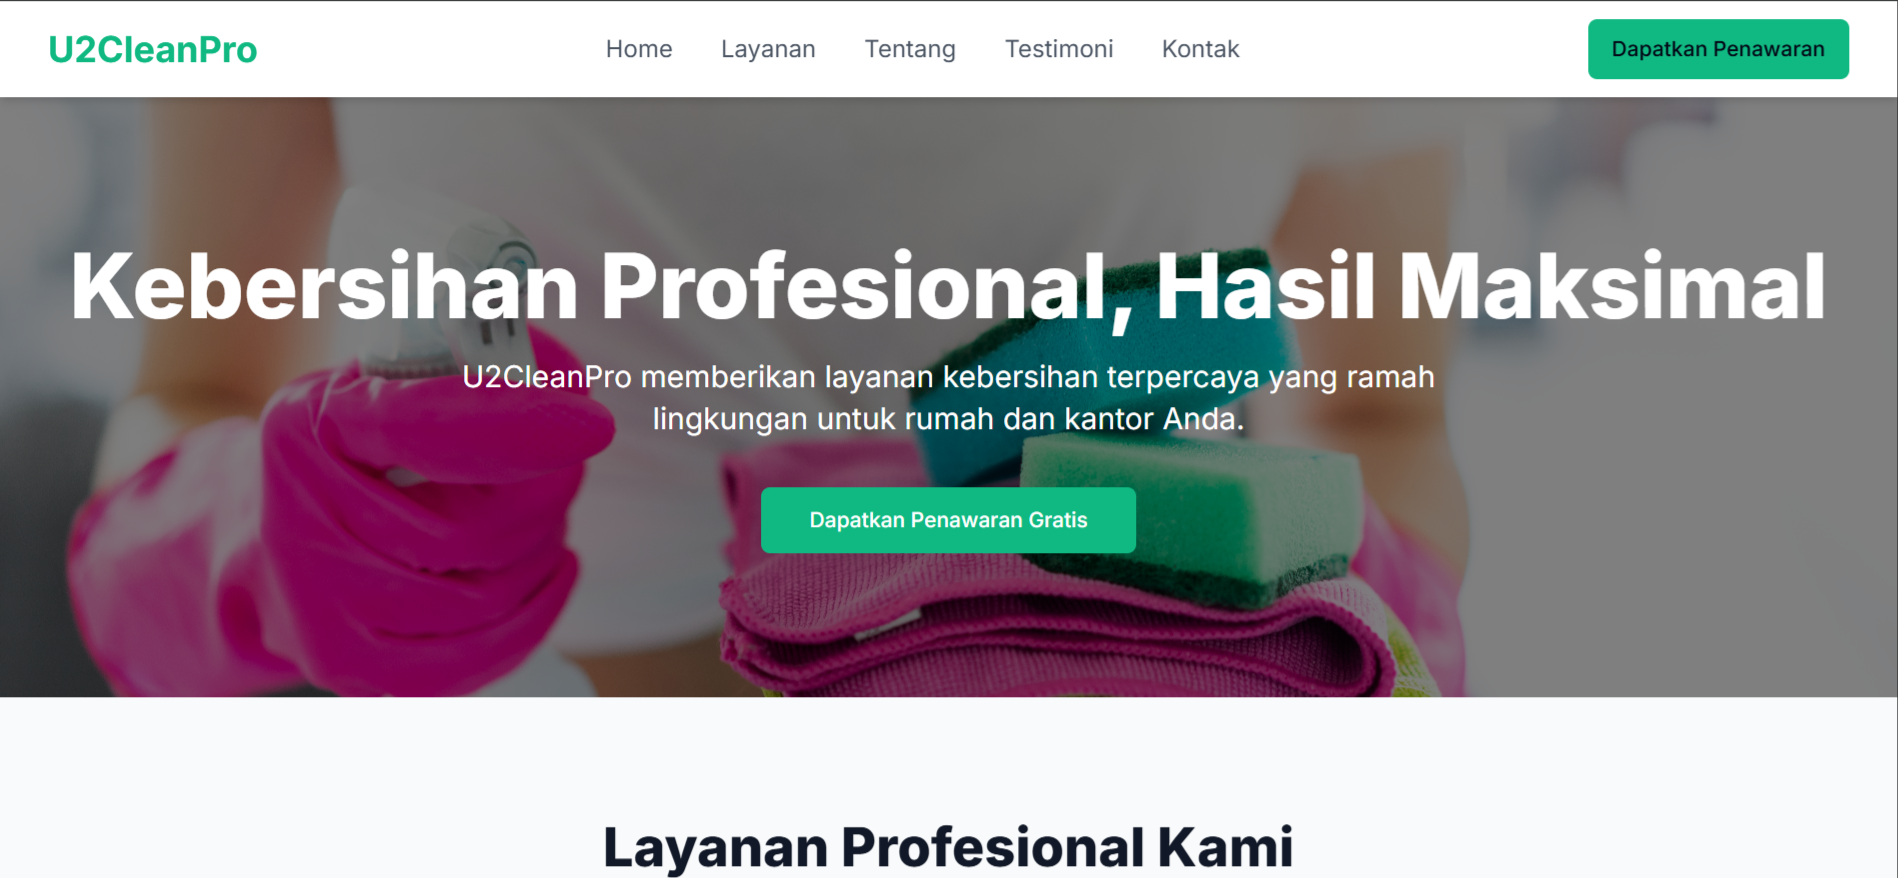 U2CleanPro
Home
Layanan
Tentang
Testimoni
Kontak
Dapatkan Penawaran
Kebersihan Profesional, Hasil Maksimal
U2CleanPro memberikan layanan kebersihan terpercaya yang ramah
lingkungan untuk rumah dan kantor Anda.
Dapatkan Penawaran Gratis
Layanan Profesional Kami